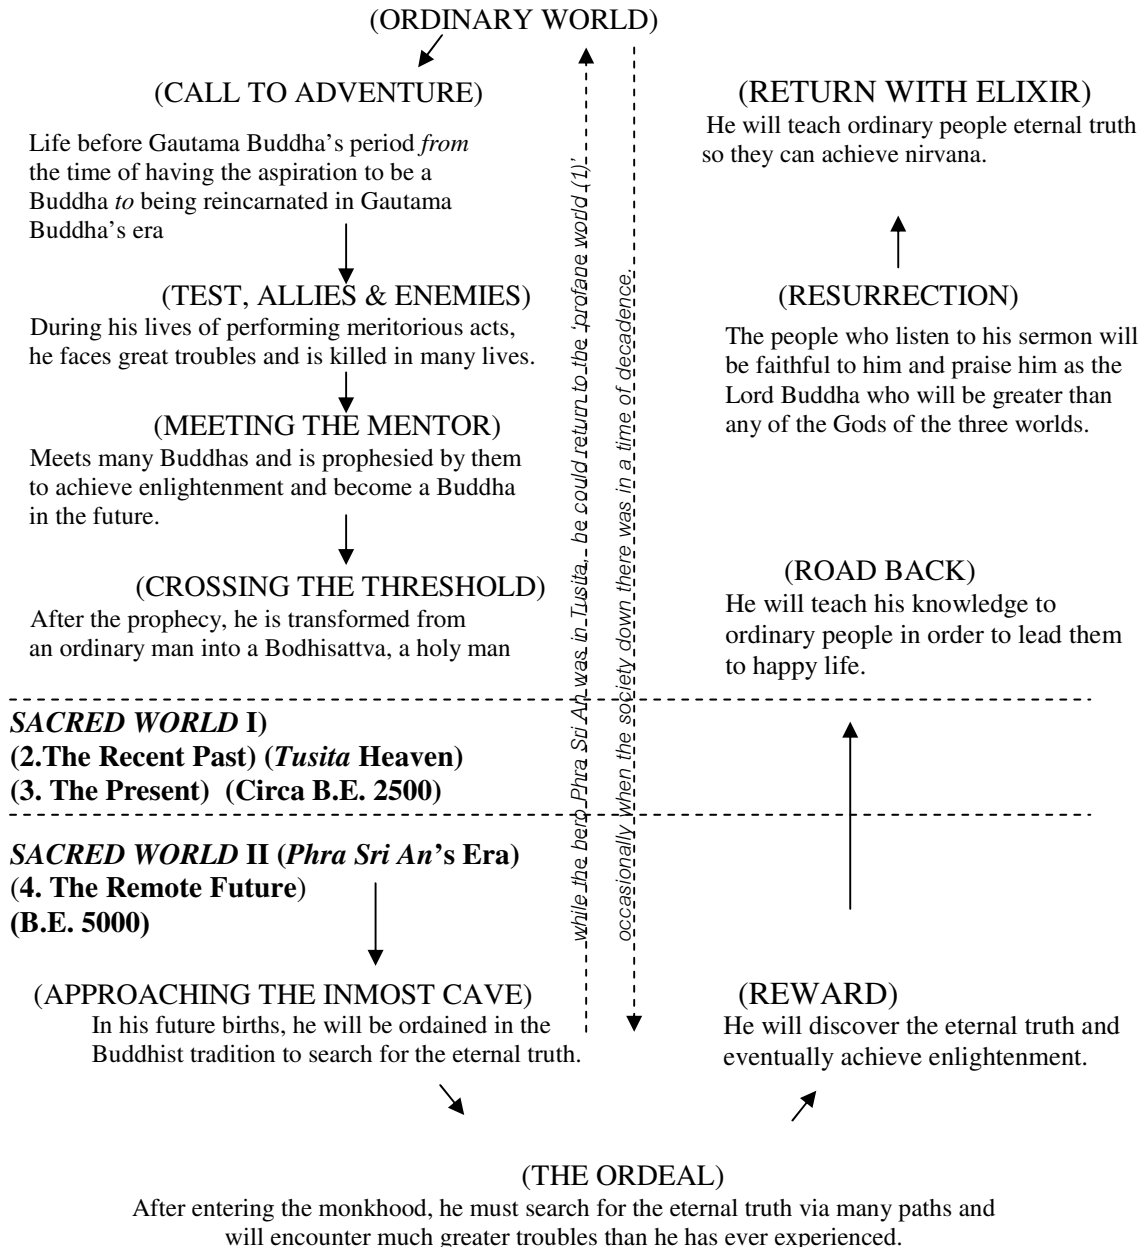 (ORDINARY WORLD)
(CALL TO ADVENTURE)
Life before Gautama Buddha’s period from
the time of having the aspiration to be a
Buddha to being reincarnated in Gautama
Buddha’s era
(TEST, ALLIES & ENEMIES)
During his lives of performing meritorious acts,
he faces great troubles and is killed in many lives.
(MEETING THE MENTOR)
Meets many Buddhas and is prophesied by them
to achieve enlightenment and become a Buddha
in the future.
(CROSSING THE THRESHOLD)
After the prophecy, he is transformed from
an ordinary man into a Bodhisattva, a holy man
SACRED WORLD I)
(2.The Recent Past) (Tusita Heaven)
(3. The Present) (Circa B.E. 2500)
SACRED WORLD II (Phra Sri An’s Era)
(4. The Remote Future)
(B.E. 5000)
(APPROACHING THE INMOST CAVE)
In his future births, he will be ordained in the
Buddhist tradition to search for the eternal truth.
(THE ORDEAL)
After entering the monkhood, he must search for the eternal truth via many paths and
will encounter much greater troubles than he has ever experienced.
(REWARD)
He will discover the eternal truth and
eventually achieve enlightenment.
(ROAD BACK)
He will teach his knowledge to
ordinary people in order to lead them
to happy life.
(RESURRECTION)
The people who listen to his sermon will
be faithful to him and praise him as the
Lord Buddha who will be greater than
any of the Gods of the three worlds.
(RETURN WITH ELIXIR)
He will teach ordinary people eternal truth
so they can achieve nirvana.
while the hero Phra Sri An was in Tusita, he could return to the ‘profane world (1)’
occasionally when the society down there was in a time of decadence.